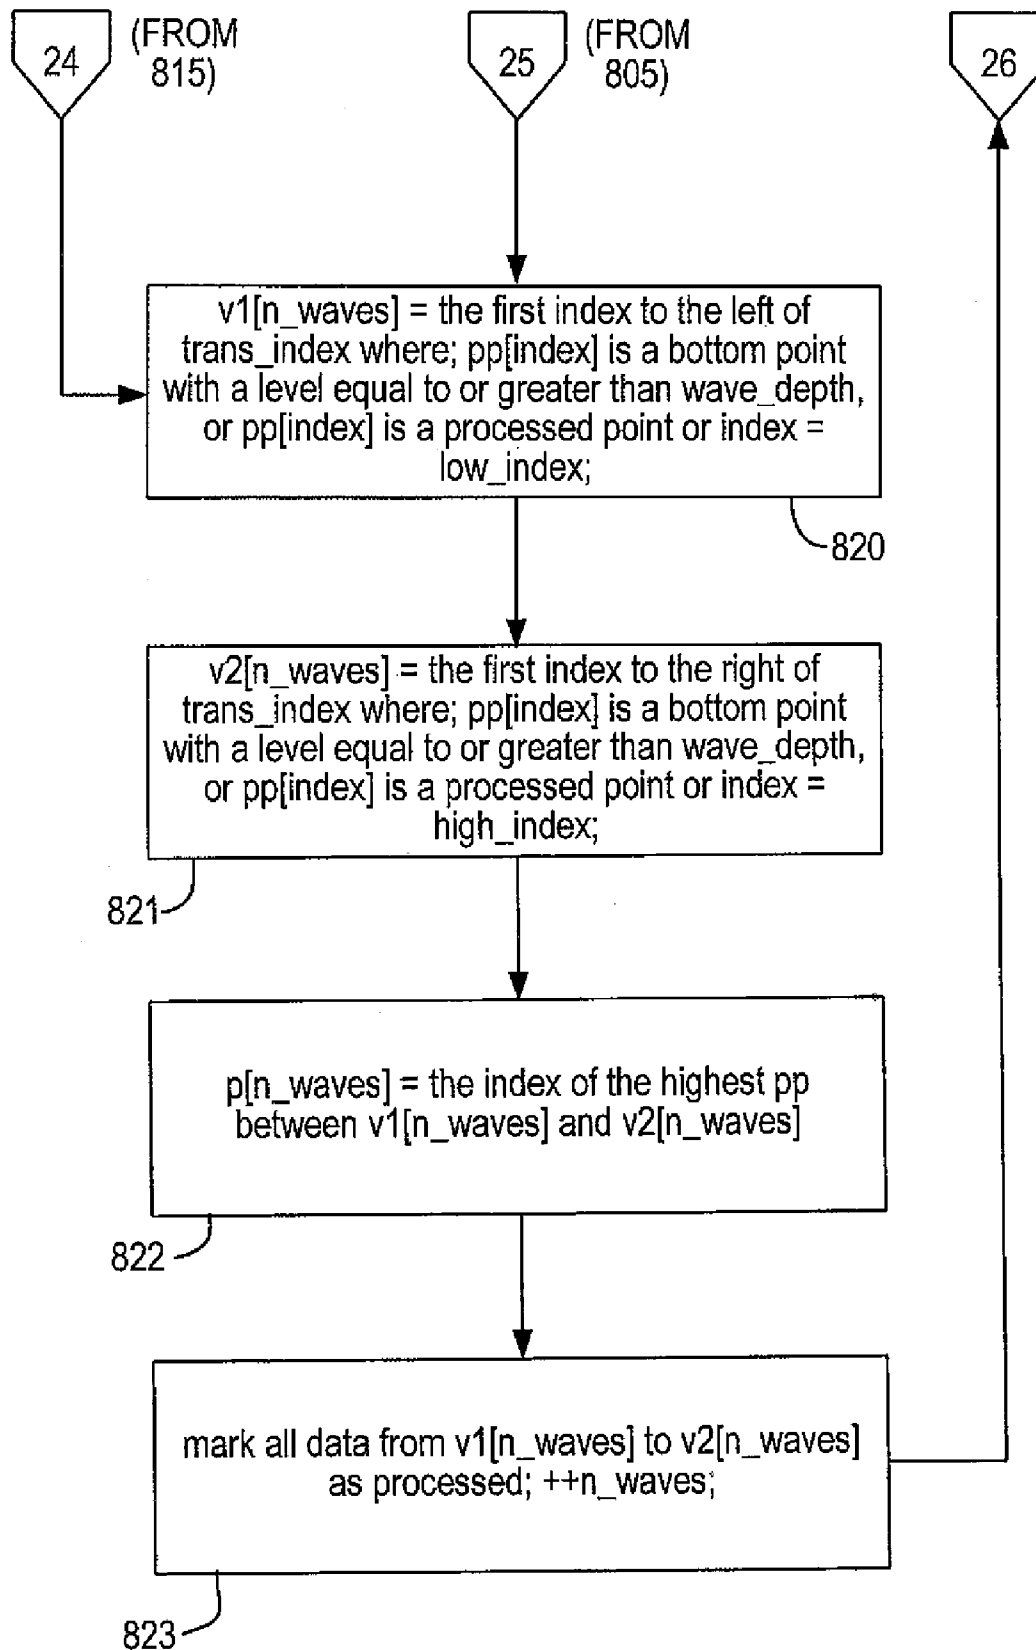 24
(FROM
815)
25
(FROM
805)
26
v1[n_waves] = the first index to the left of
trans_index where; pp[index] is a bottom point
with a level equal to or greater than wave_depth,
or pp[index] is a processed point or index =
low_index;
820
v2[n_waves] = the first index to the right of
trans_index where; pp[index] is a bottom point
with a level equal to or greater than wave_depth,
or pp[index] is a processed point or index =
high_index;
821
p[n_waves] = the index of the highest pp
between v1[n_waves] and v2[n_waves]
822
mark all data from v1[n_waves] to v2[n_waves]
as processed; ++n_waves;
823